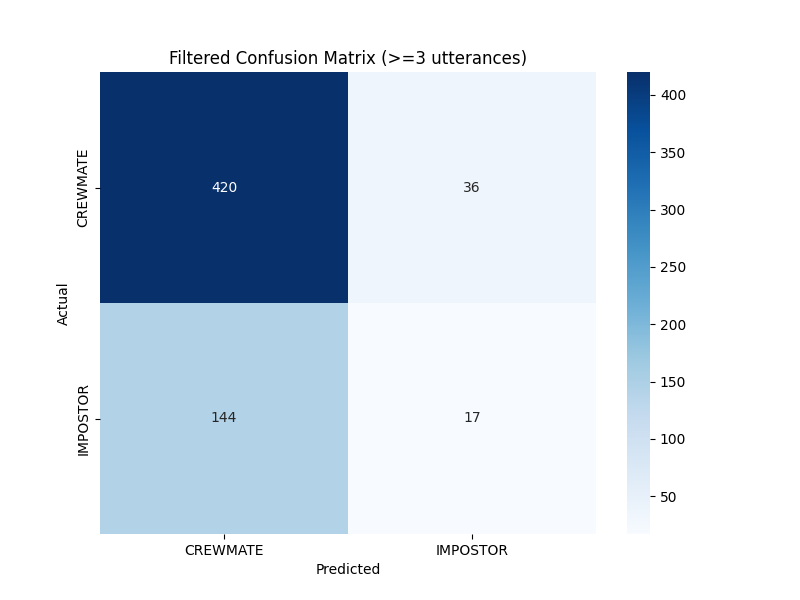 Filtered Confusion Matrix (>=3 utterances)
CREWMATE
420
36
Actual
IMPOSTOR
144
17
CREWMATE
IMPOSTOR
Predicted
400
350
300
250
200
150
100
50